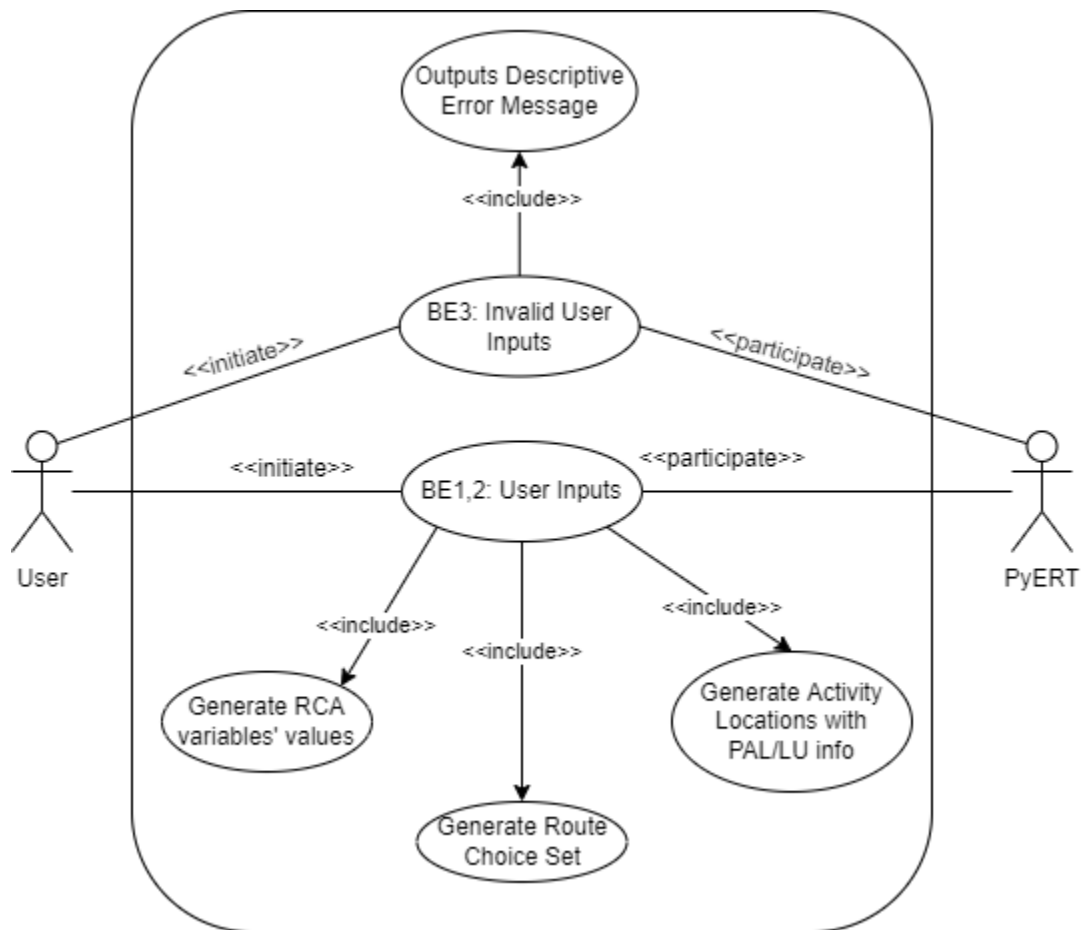 Outputs Descriptive
Error Message
<<include>>
BE3: Invalid User
Inputs
<<initiate>>
<<participate>>
<<initiate>>
BE1,2: User Inputs
<<participate>>
User
PyERT
<<include>>
<<include>>
<<include>>
Generate RCA
variables' values
Generate Activity
Locations with
PAL/LU info
Generate Route
Choice Set